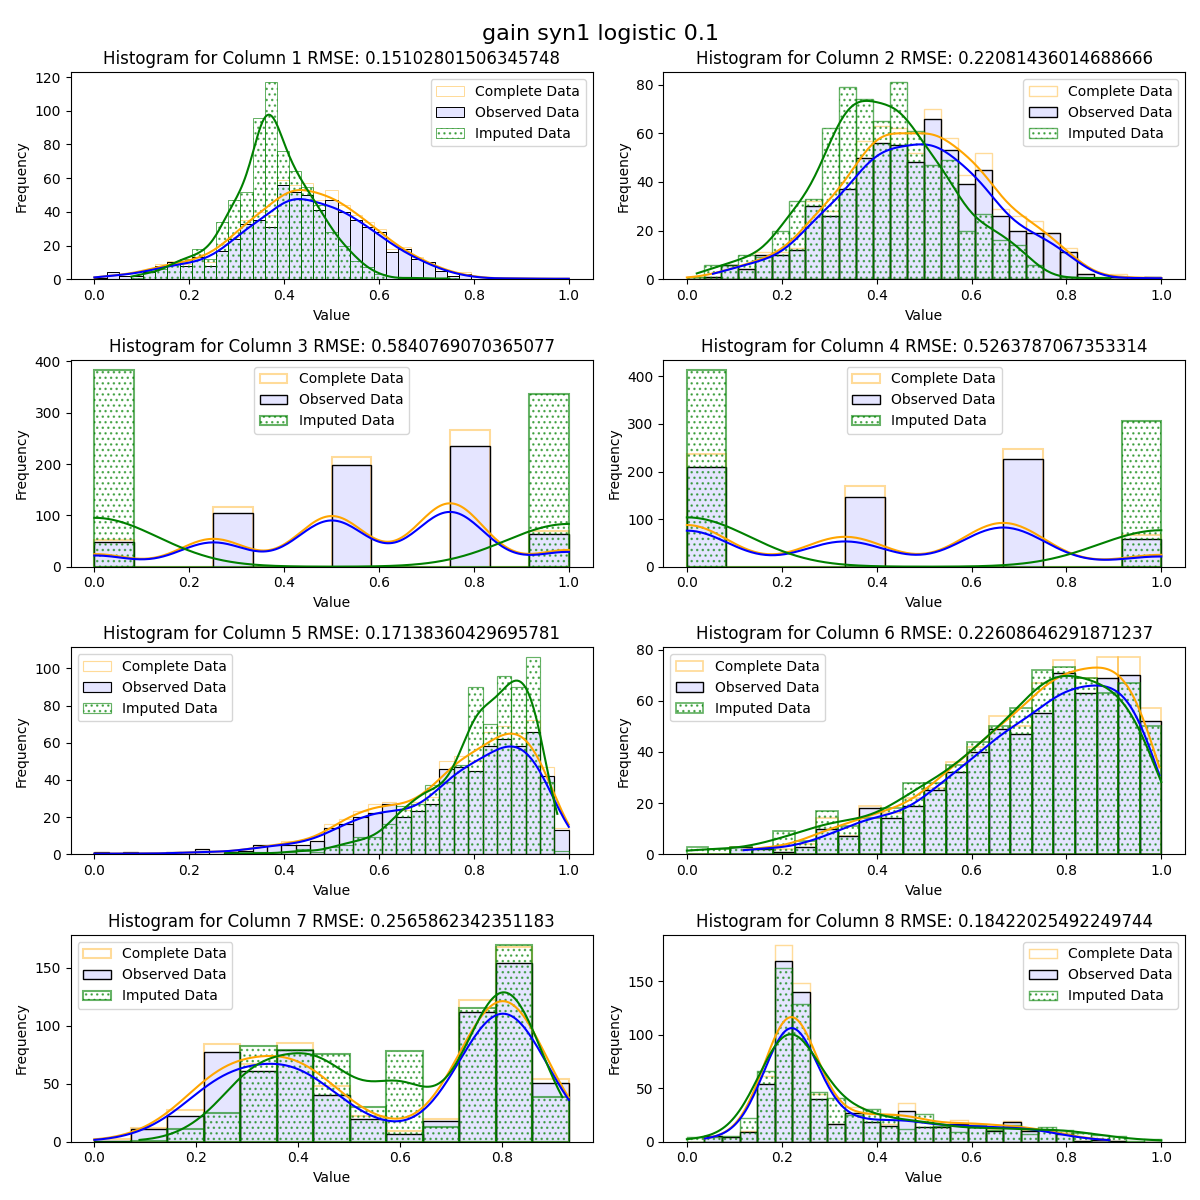 gain syn1 logistic 0.1
Histogram for Column 1 RMSE: 0.15102801506345748
Frequency
120
100
80
60
40
20
0
Complete Data
Observed Data
Imputed Data
0.0 0.2 0.4 0.6 0.8 1.0
Value
Histogram for Column 2 RMSE: 0.22081436014688666
Frequency
80
60
40
20
0
Complete Data
Observed Data
Imputed Data
0.0 0.2 0.4 0.6 0.8 1.0
Value
Histogram for Column 3 RMSE: 0.5840769070365077
Frequency
400
300
200
100
0
Complete Data
Observed Data
Imputed Data
0.0 0.2 0.4 0.6 0.8 1.0
Value
Histogram for Column 4 RMSE: 0.5263787067353314
Frequency
400
300
200
100
0
Complete Data
Observed Data
Imputed Data
0.0 0.2 0.4 0.6 0.8 1.0
Value
Histogram for Column 5 RMSE: 0.17138360429695781
Frequency
100
80
60
40
20
0
Complete Data
Observed Data
Imputed Data
0.0 0.2 0.4 0.6 0.8 1.0
Value
Histogram for Column 6 RMSE: 0.22608646291871237
Frequency
80
60
40
20
0
Complete Data
Observed Data
Imputed Data
0.0 0.2 0.4 0.6 0.8 1.0
Value
Histogram for Column 7 RMSE: 0.2565862342351183
Frequency
150
100
50
0
Complete Data
Observed Data
Imputed Data
0.0 0.2 0.4 0.6 0.8
Value
Histogram for Column 8 RMSE: 0.18422025492249744
Frequency
150
100
50
0
Complete Data
Observed Data
Imputed Data
0.0 0.2 0.4 0.6 0.8 1.0
Value